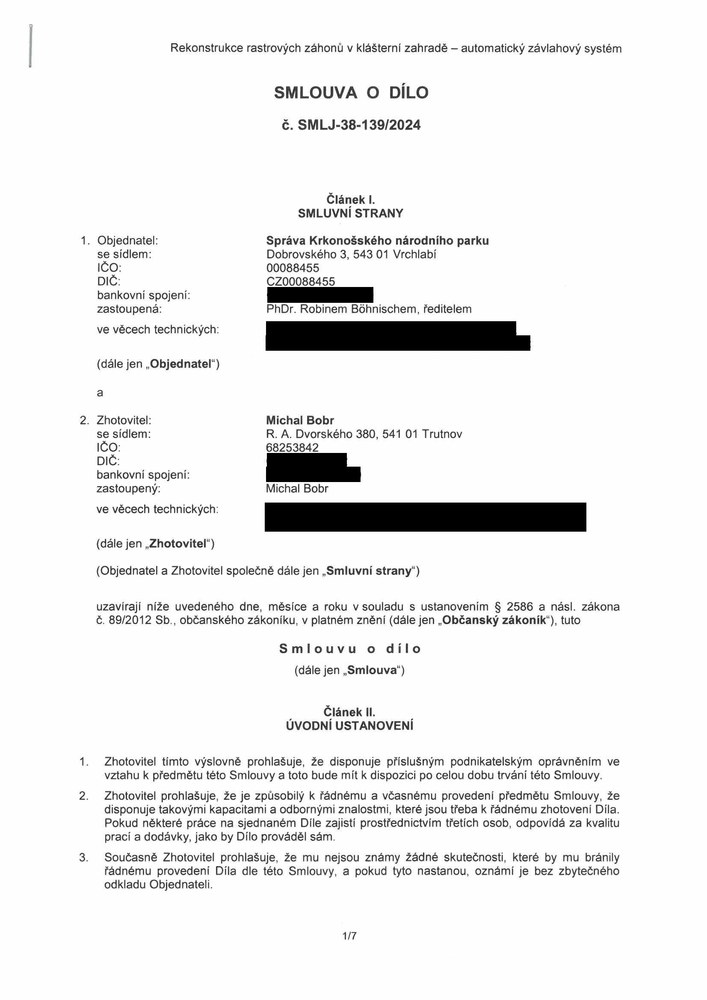 Rekonstrukce rastrových záhonů v klášterní zahradě – automatický závlahový systém
SMLOUVA O DÍLO
č. SMLJ-38-139/2024
Článek I.
SMLUVNÍ STRANY
1. Objednatel: Správa Krkonošského národního parku
se sídlem: Dobrovského 3, 543 01 Vrchlabí
IČO: 00088455
DIČ: CZ00088455
bankovní spojení:
zastoupená: PhDr. Robinem Böhnischem, ředitelem
ve věcech technických:
(dále jen „Objednatel“)
a
2. Zhotovitel: Michal Bobr
se sídlem: R. A. Dvorského 380, 541 01 Trutnov
IČO: 68253842
DIČ:
bankovní spojení:
zastoupený: Michal Bobr
ve věcech technických:
(dále jen „Zhotovitel“)
(Objednatel a Zhotovitel společně dále jen „Smluvní strany“)
uzavírají níže uvedeného dne, měsíce a roku v souladu s ustanovením § 2586 a násl. zákona
č. 89/2012 Sb., občanského zákoníku, v platném znění (dále jen „Občanský zákoník“), tuto
Smlouvu o dílo
(dále jen „Smlouva“)
Článek II.
ÚVODNÍ USTANOVENÍ
1. Zhotovitel tímto výslovně prohlašuje, že disponuje příslušným podnikatelským oprávněním ve
vztahu k předmětu této Smlouvy a toto bude mít k dispozici po celou dobu trvání této Smlouvy.
2. Zhotovitel prohlašuje, že je způsobilý k řádnému a včasnému provedení předmětu Smlouvy, že
disponuje takovými kapacitami a odbornými znalostmi, které jsou třeba k řádnému zhotovení Díla.
Pokud některé práce na sjednaném Díle zajistí prostřednictvím třetích osob, odpovídá za kvalitu
prací a dodávky, jako by Dílo prováděl sám.
3. Současně Zhotovitel prohlašuje, že mu nejsou známy žádné skutečnosti, které by mu bránily
řádnému provedení Díla dle této Smlouvy, a pokud tyto nastanou, oznámí je bez zbytečného
odkladu Objednateli.
1/7